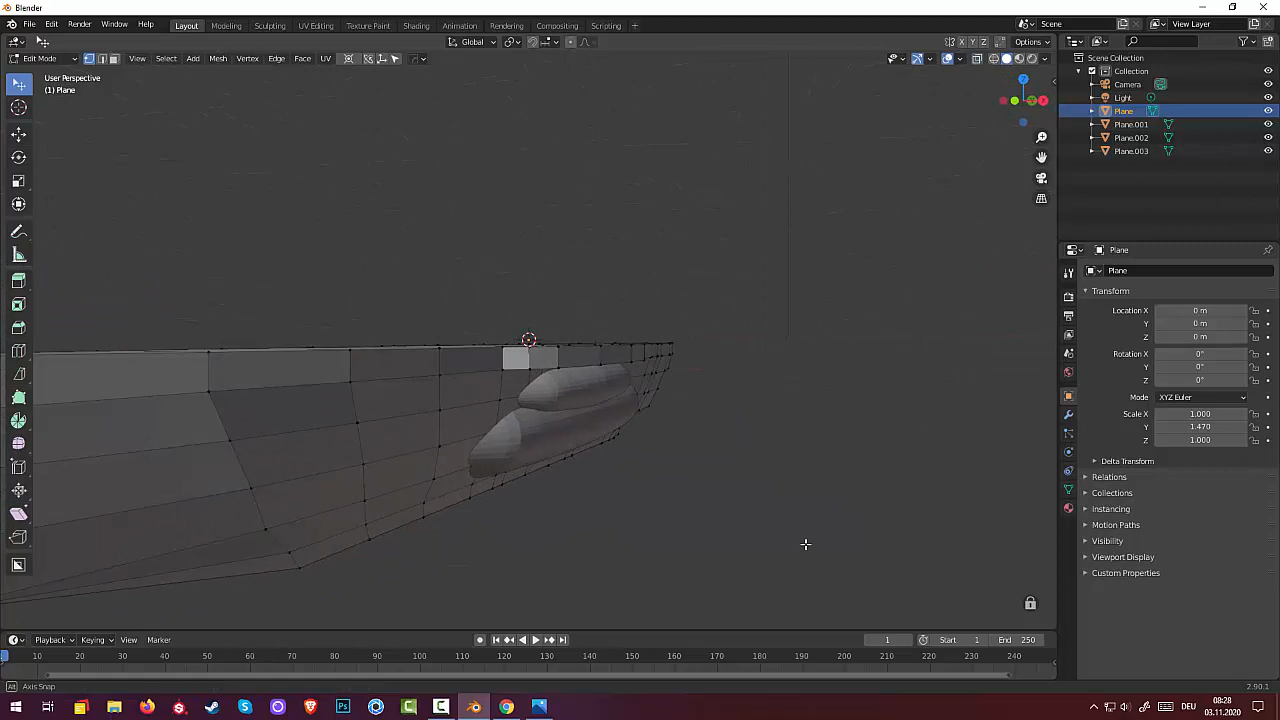 Blender
File Edit Render Window Help
Layout Modeling Sculpting UV Editing Texture Paint Shading Animation Rendering Compositing Scripting +
Scene
View Layer
Global
Options
Edit Mode
View Select Add Mesh Vertex Edge Face UV
X Y Z
User Perspective
(1) Plane
Z
X
Scene Collection
Collection
Camera
Light
Plane
Plane.001
Plane.002
Plane.003
Plane
Plane
Transform
Location X 0 m
Y 0 m
Z 0 m
Rotation X 0°
Y 0°
Z 0°
Mode XYZ Euler
Scale X 1.000
Y 1.470
Z 1.000
Delta Transform
Relations
Collections
Instancing
Motion Paths
Visibility
Viewport Display
Custom Properties
Playback Keying View Marker
1 Start 1 End 250
10 20 30 40 50 60 70 80 90 100 110 120 130 140 150 160 170 180 190 200 210 220 230 240
Axis Snap
2.90.1
DEU
08:28
03.11.2020